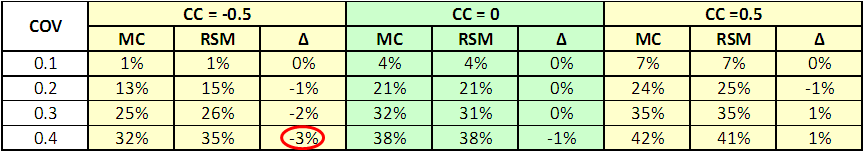 COV CC = -0.5 CC = 0 CC =0.5
MC RSM Δ MC RSM Δ MC RSM Δ
0.1 1% 1% 0% 4% 4% 0% 7% 7% 0%
0.2 13% 15% -1% 21% 21% 0% 24% 25% -1%
0.3 25% 26% -2% 32% 31% 0% 35% 35% 1%
0.4 32% 35% -3% 38% 38% -1% 42% 41% 1%